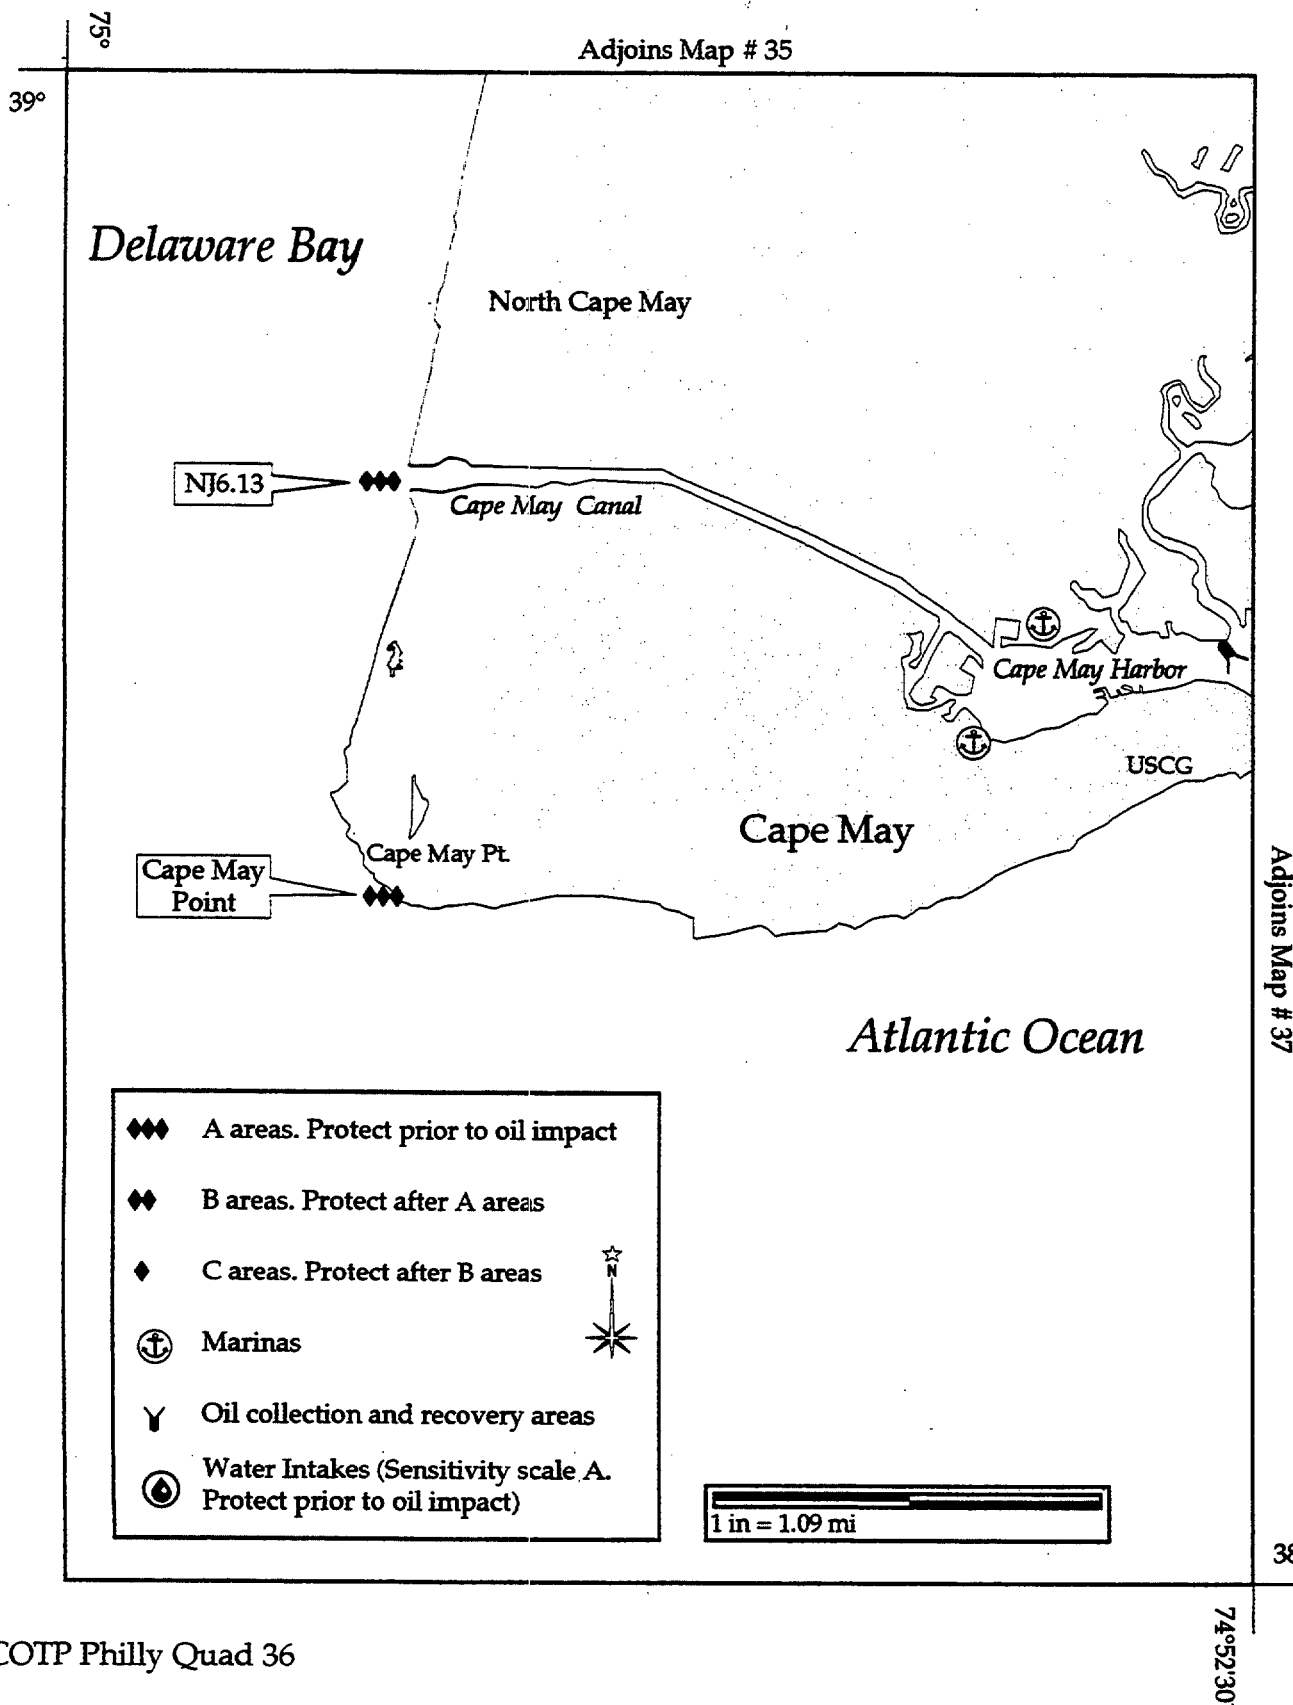 75°
Adjoins Map # 35
39°
Delaware Bay
North Cape May
NJ6.13
Cape May Canal
Cape May Harbor
USCG
Cape May
Cape May Pt.
Cape May
Point
Adjoins Map # 37
Atlantic Ocean
A areas. Protect prior to oil impact
B areas. Protect after A areas
C areas. Protect after B areas
N
Marinas
Oil collection and recovery areas
Water Intakes (Sensitivity scale A.
Protect prior to oil impact)
1 in = 1.09 mi
38
74°52'30
COTP Philly Quad 36